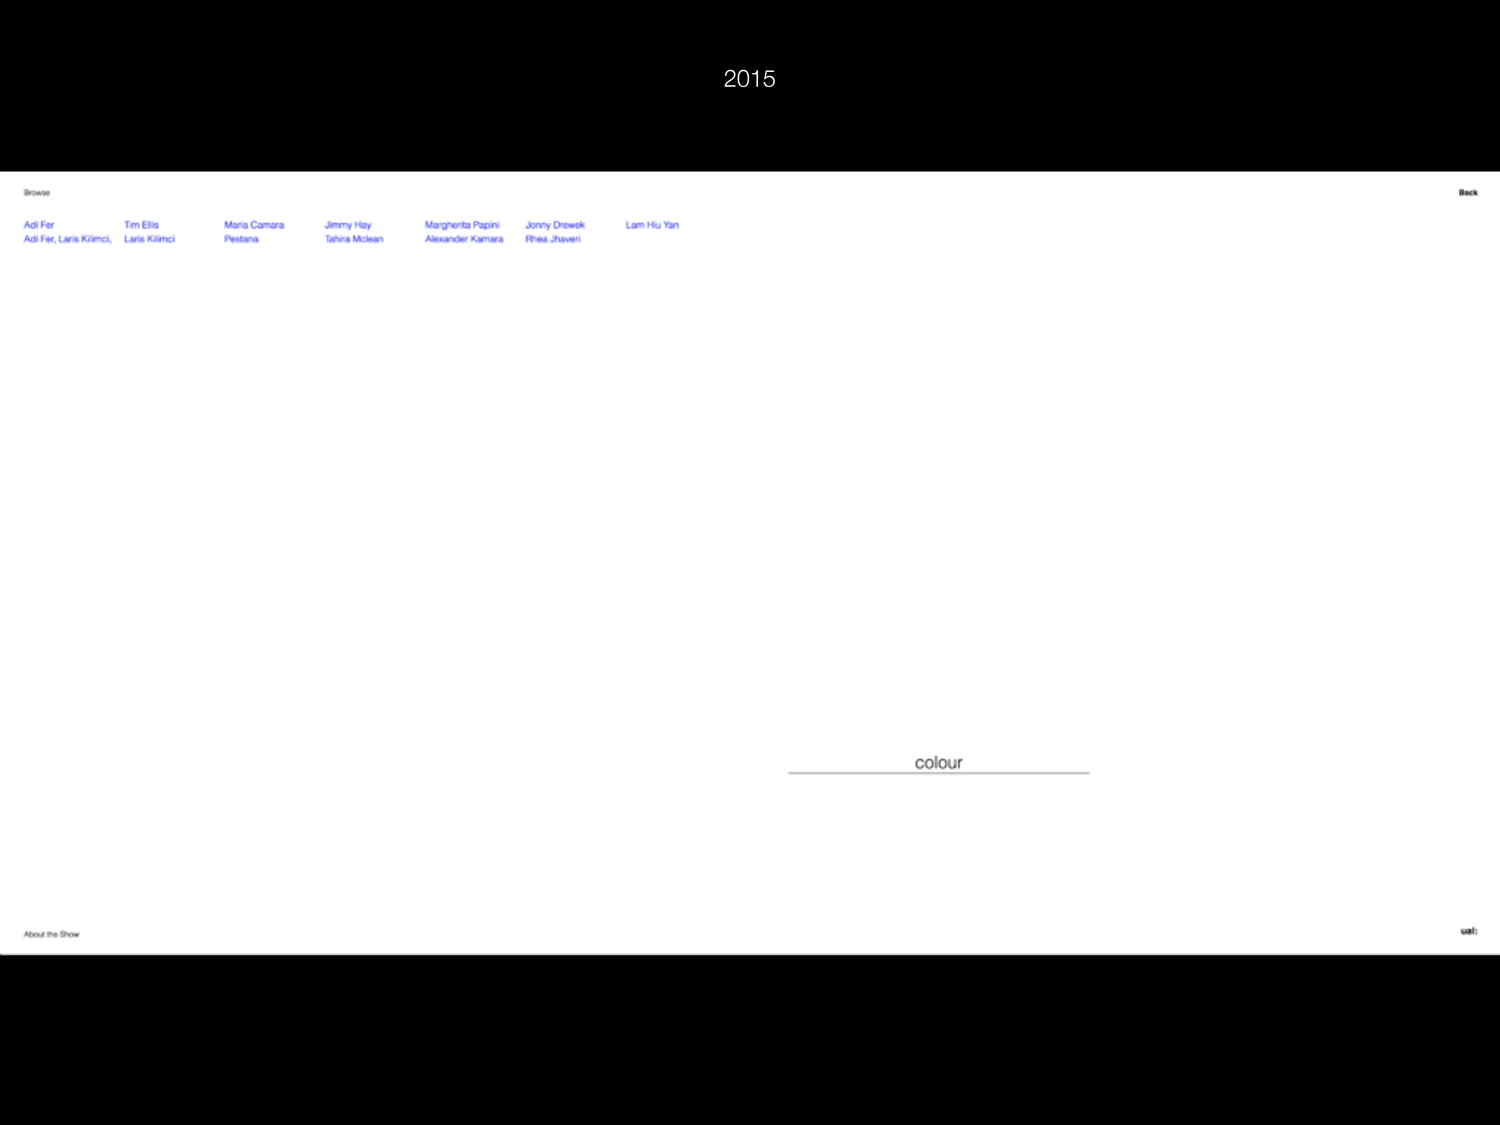 2015
Browse
Back
Adi Fer
Adi Fer, Laris Kilimci,
Tim Ellis
Laris Kilimci
Maria Camara
Pestana
Jimmy Hay
Tahira Mclean
Margherita Papini
Alexander Kamara
Jonny Drewek
Rhea Jhaveri
Lam Hiu Yan
colour
About the Show
ual: